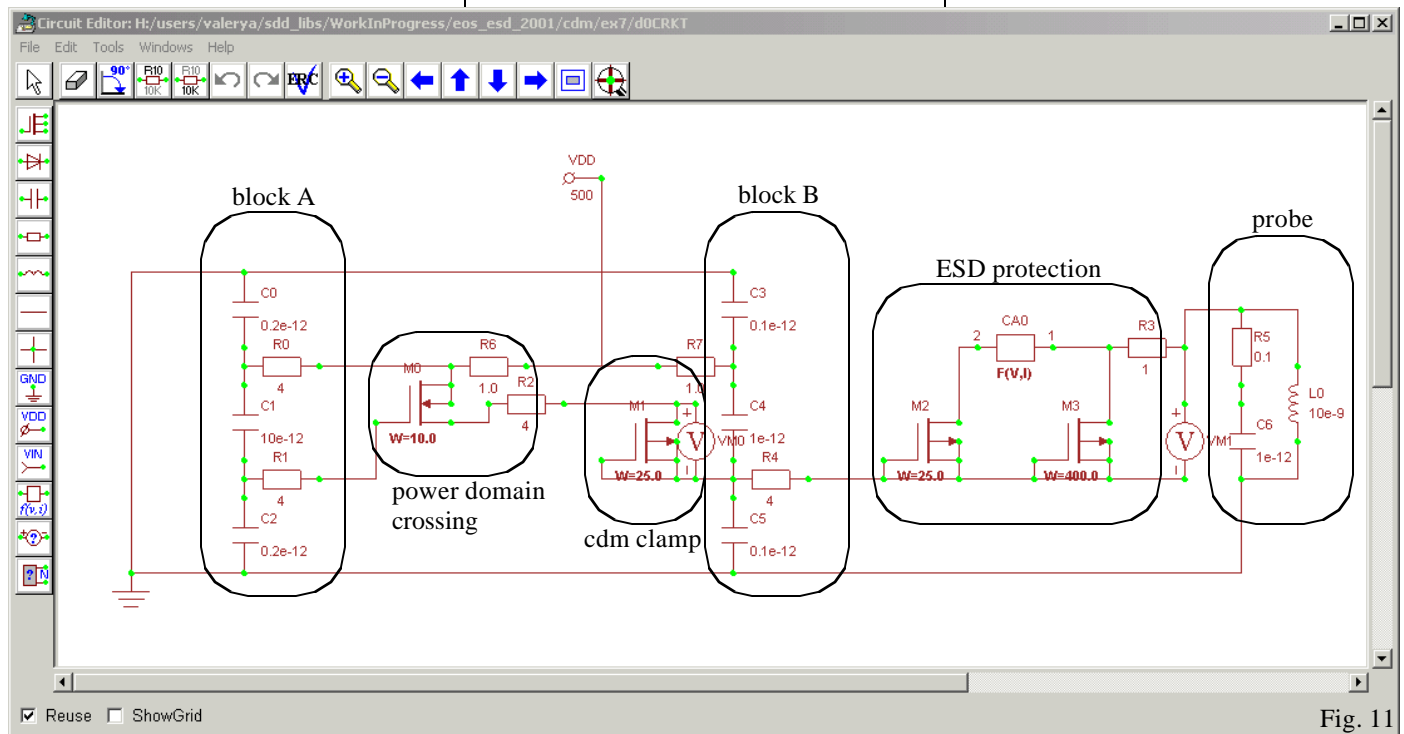 Circuit Editor: H:/users/valerya/sdd_libs/WorkInProgress/eos_esd_2001/cdm/ex7/d0CRKT
File Edit Tools Windows Help
90° R10 10K R10 10K ERC
GND
VDD
VIN
f(v,i)
+?-
? N
VDD
500
block A
block B
probe
ESD protection
C0
0.2e-12
C3
0.1e-12
CA0
2 1
F(V,I)
R3
1
R5
0.1
R0
4
M0
W=10.0
R6
1.0
R2
4
R7
1.0
L0
10e-9
C1
10e-12
M1
W=25.0
+
V
-
VM0
C4
1e-12
M2
W=25.0
M3
W=400.0
+
V
-
VM1
C6
1e-12
R1
4
R4
4
power domain
crossing
cdm clamp
C2
0.2e-12
C5
0.1e-12
Reuse ShowGrid
Fig. 11